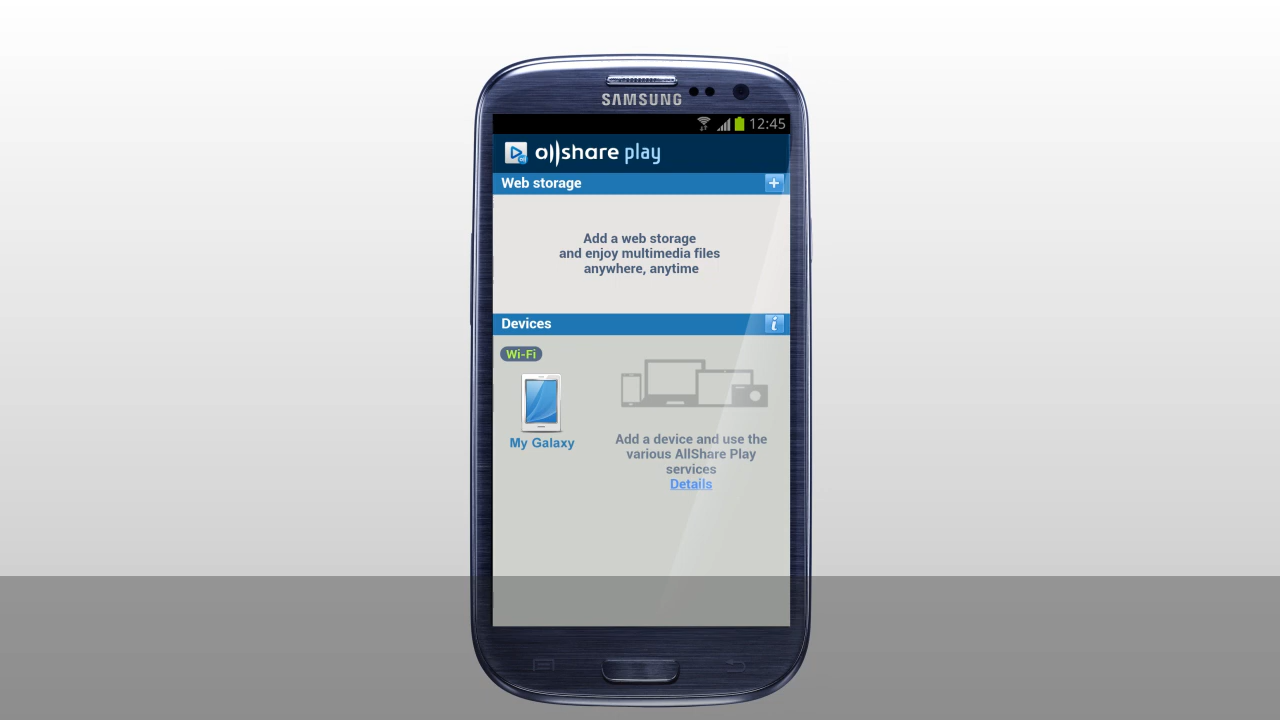 SAMSUNG
12:45
allshare play
Web storage
Add a web storage
and enjoy multimedia files
anywhere, anytime
Devices
Wi-Fi
My Galaxy
Add a device and use the
various AllShare Play
services
Details